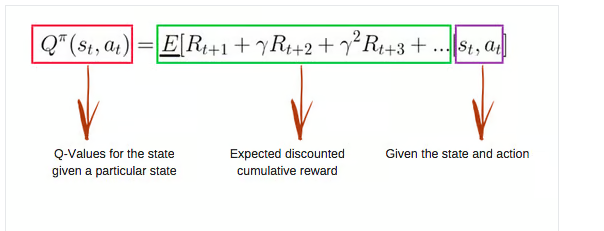 Q^π(s_t, a_t) = E[R_{t+1} + γR_{t+2} + γ²R_{t+3} + ...|s_t, a_t]
Q-Values for the state
given a particular state
Expected discounted
cumulative reward
Given the state and action